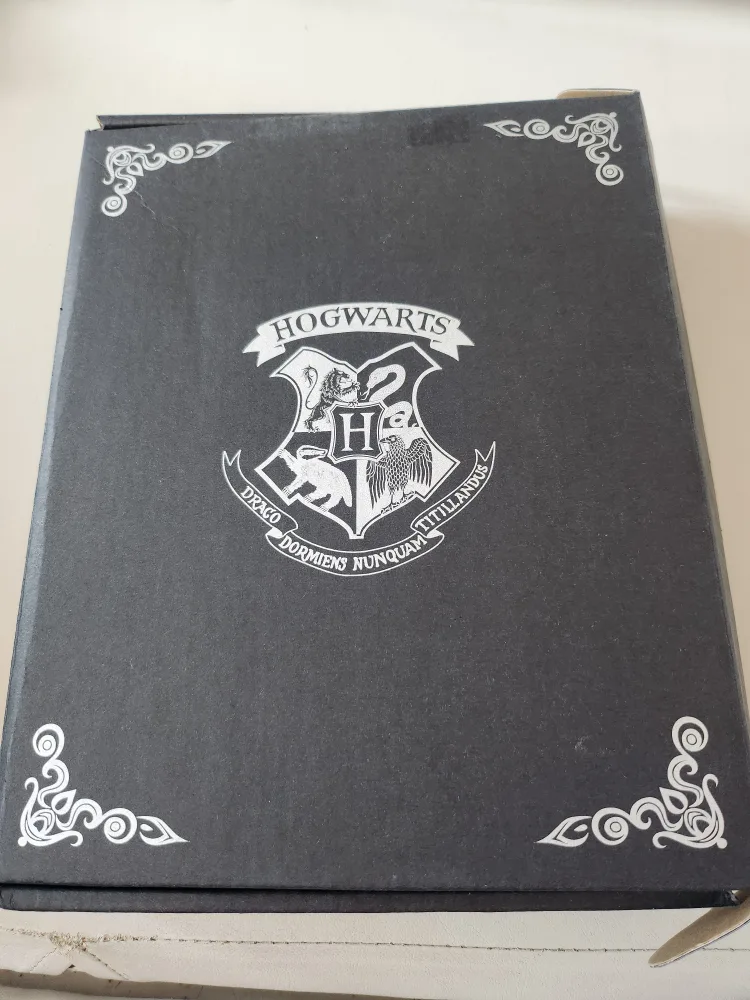 HOGWARTS
H
DRACO
DORMIENS NUNQUAM
TITILLANDUS